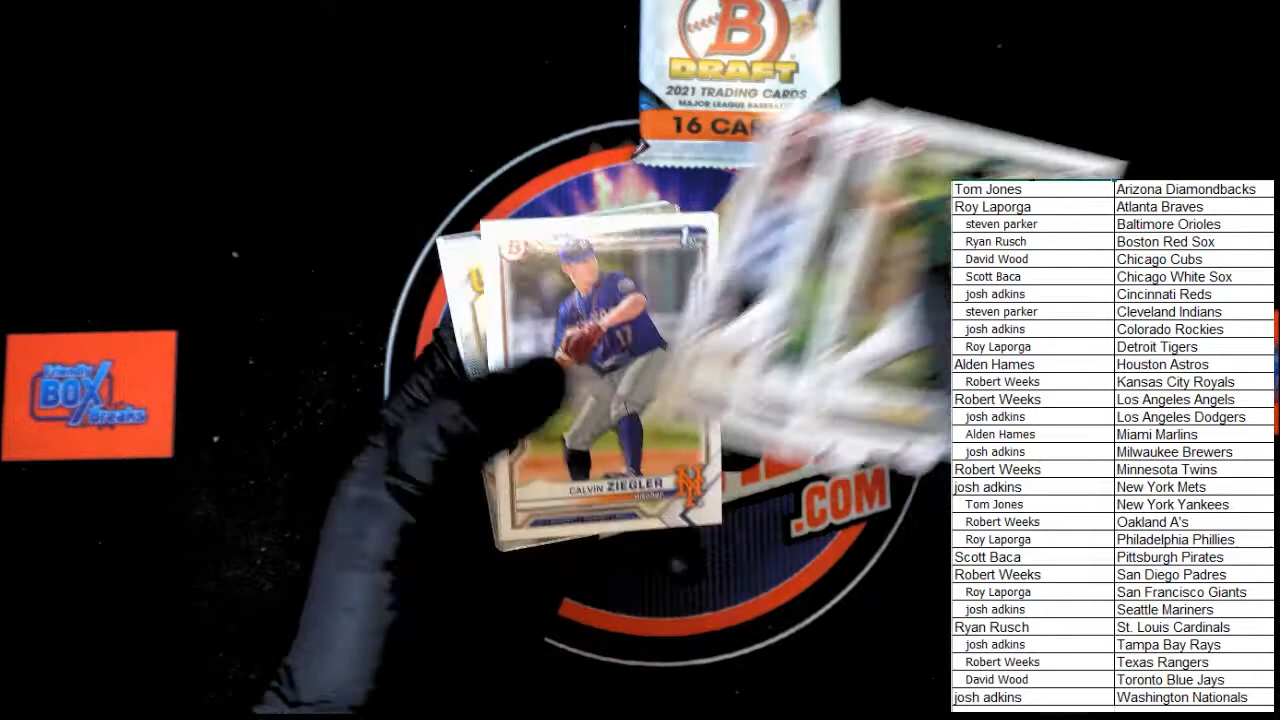 B
DRAFT
2021 TRADING CARDS
MAJOR LEAGUE BASEBALL
16 CAR
B
17
CALVIN ZIEGLER
PITCHER
NY
BOX
Breaks
.COM
Tom Jones Arizona Diamondbacks
Roy Laporga Atlanta Braves
steven parker Baltimore Orioles
Ryan Rusch Boston Red Sox
David Wood Chicago Cubs
Scott Baca Chicago White Sox
josh adkins Cincinnati Reds
steven parker Cleveland Indians
josh adkins Colorado Rockies
Roy Laporga Detroit Tigers
Alden Hames Houston Astros
Robert Weeks Kansas City Royals
Robert Weeks Los Angeles Angels
josh adkins Los Angeles Dodgers
Alden Hames Miami Marlins
josh adkins Milwaukee Brewers
Robert Weeks Minnesota Twins
josh adkins New York Mets
Tom Jones New York Yankees
Robert Weeks Oakland A's
Roy Laporga Philadelphia Phillies
Scott Baca Pittsburgh Pirates
Robert Weeks San Diego Padres
Roy Laporga San Francisco Giants
josh adkins Seattle Mariners
Ryan Rusch St. Louis Cardinals
josh adkins Tampa Bay Rays
Robert Weeks Texas Rangers
David Wood Toronto Blue Jays
josh adkins Washington Nationals